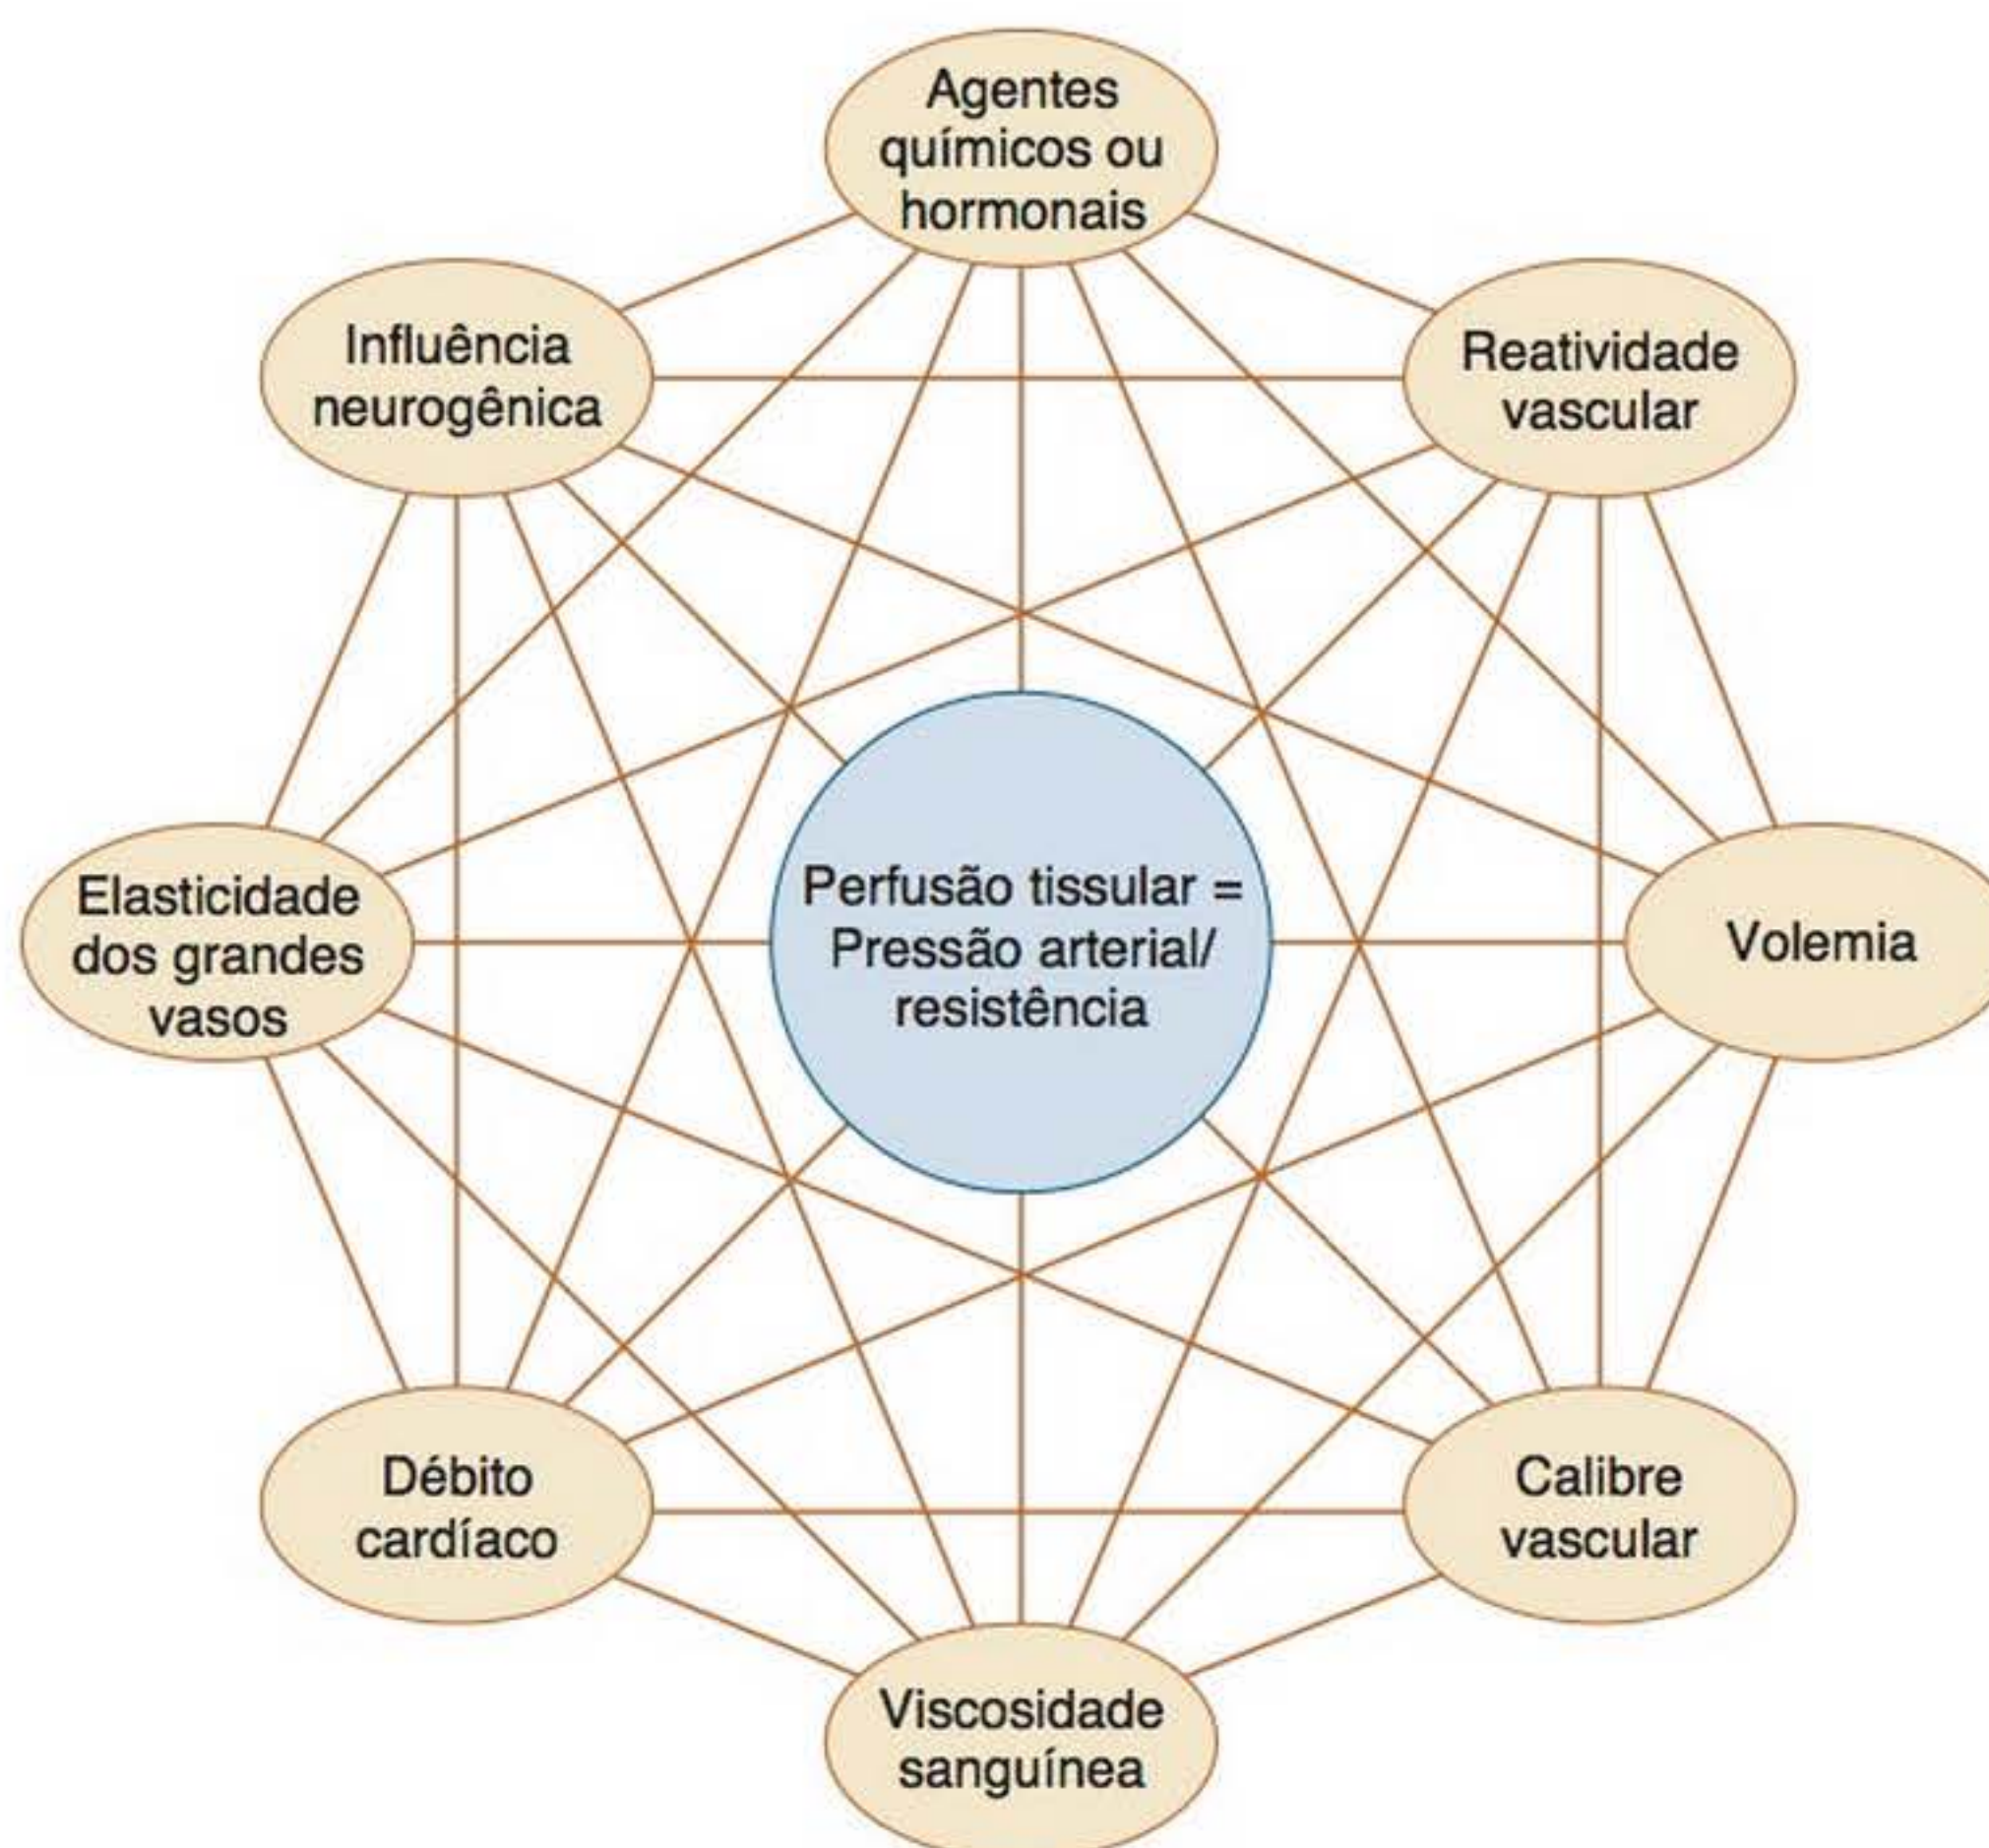 Agentes
químicos ou
hormonais
Influência
neurogênica
Reatividade
vascular
Elasticidade
dos grandes
vasos
Perfusão tissular =
Pressão arterial/
resistência
Volemia
Débito
cardíaco
Calibre
vascular
Viscosidade
sanguínea